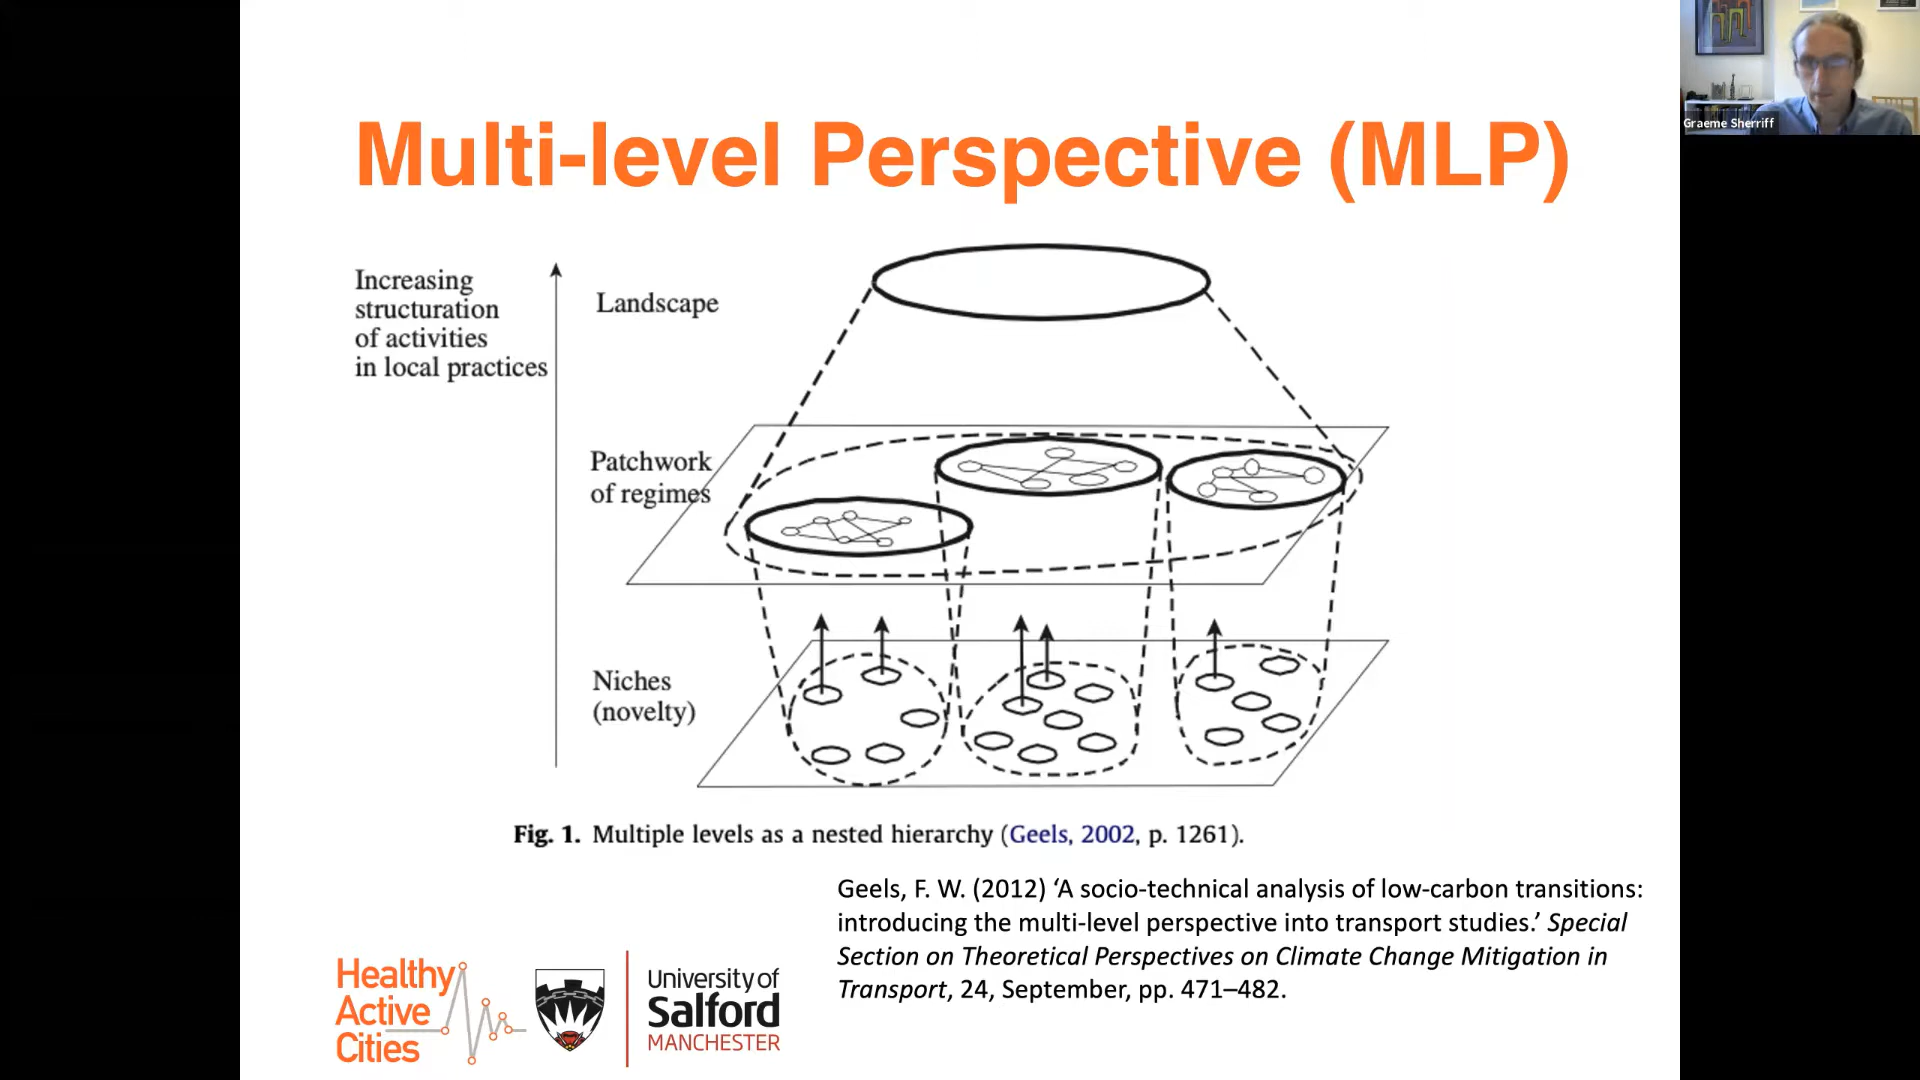 Graeme Sherriff
Multi-level Perspective (MLP)
Increasing
structuration
of activities
in local practices
Landscape
Patchwork
of regimes
Niches
(novelty)
Fig. 1. Multiple levels as a nested hierarchy (Geels, 2002, p. 1261).
Geels, F. W. (2012) ‘A socio-technical analysis of low-carbon transitions:
introducing the multi-level perspective into transport studies.’ Special
Section on Theoretical Perspectives on Climate Change Mitigation in
Transport, 24, September, pp. 471–482.
Healthy
Active
Cities
University of
Salford
MANCHESTER